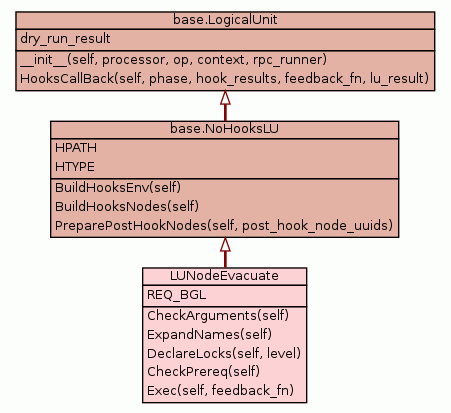 base.LogicalUnit
dry_run_result
__init__(self, processor, op, context, rpc_runner)
HooksCallBack(self, phase, hook_results, feedback_fn, lu_result)
base.NoHooksLU
HPATH
HTYPE
BuildHooksEnv(self)
BuildHooksNodes(self)
PreparePostHookNodes(self, post_hook_node_uuids)
LUNodeEvacuate
REQ_BGL
CheckArguments(self)
ExpandNames(self)
DeclareLocks(self, level)
CheckPrereq(self)
Exec(self, feedback_fn)